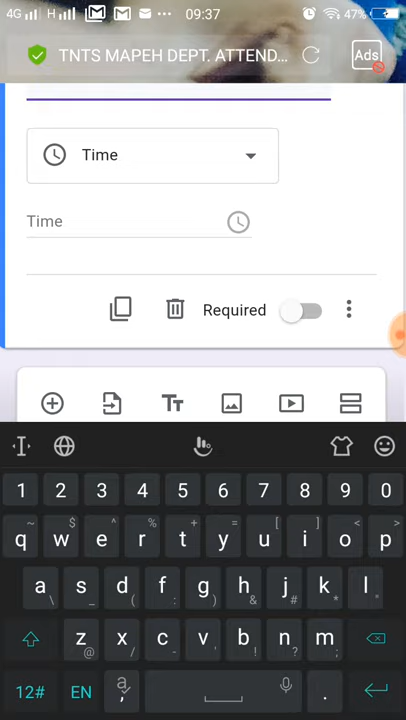 4G H 09:37 47%
TNTS MAPEH DEPT. ATTEND... Ads
Time
Time
Required
Tт
1 2 3 4 5 6 7 8 9 0
~ $ ^ % + = [ ] < >
q w e r t y u i o p
a s d f g h j k l
\ _ ( : ) & # / "
z x c v b n m
@ - ' ! ? ;
12# EN a , .